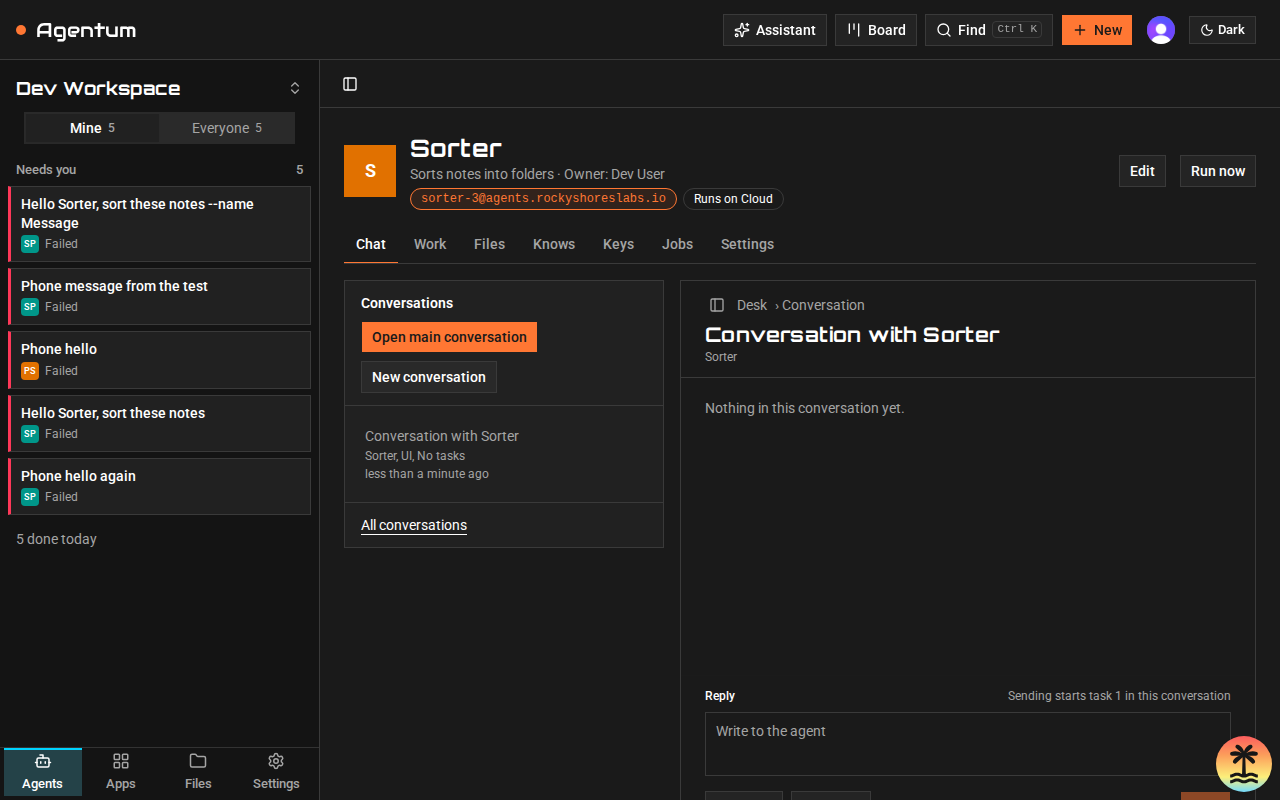 Agentum
Assistant
Board
Find Ctrl K
New
Dark
Dev Workspace
Mine 5
Everyone 5
Needs you 5
Hello Sorter, sort these notes --name
Message
SP Failed
Phone message from the test
SP Failed
Phone hello
PS Failed
Hello Sorter, sort these notes
SP Failed
Phone hello again
SP Failed
5 done today
Agents
Apps
Files
Settings
S
Sorter
Sorts notes into folders · Owner: Dev User
sorter-3@agents.rockyshoreslabs.io
Runs on Cloud
Edit
Run now
Chat
Work
Files
Knows
Keys
Jobs
Settings
Conversations
Open main conversation
New conversation
Conversation with Sorter
Sorter, UI, No tasks
less than a minute ago
All conversations
Desk › Conversation
Conversation with Sorter
Sorter
Nothing in this conversation yet.
Reply
Sending starts task 1 in this conversation
Write to the agent